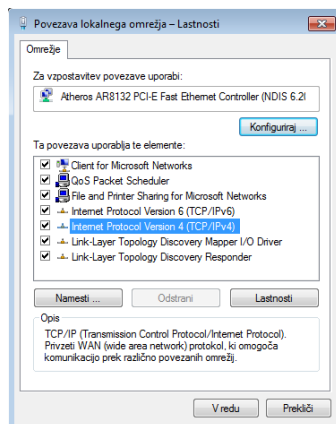 Povezava lokalnega omrežja – Lastnosti
Omrežje
Za vzpostavitev povezave uporabi:
Atheros AR8132 PCI-E Fast Ethernet Controller (NDIS 6.2(
Konfiguriraj ...
Ta povezava uporablja te elemente:
Client for Microsoft Networks
QoS Packet Scheduler
File and Printer Sharing for Microsoft Networks
Internet Protocol Version 6 (TCP/IPv6)
Internet Protocol Version 4 (TCP/IPv4)
Link-Layer Topology Discovery Mapper I/O Driver
Link-Layer Topology Discovery Responder
Namesti ...
Odstrani
Lastnosti
Opis
TCP/IP (Transmission Control Protocol/Internet Protocol).
Privzeti WAN (wide area network) protokol, ki omogoča
komunikacijo prek različno povezanih omrežij.
V redu
Prekliči